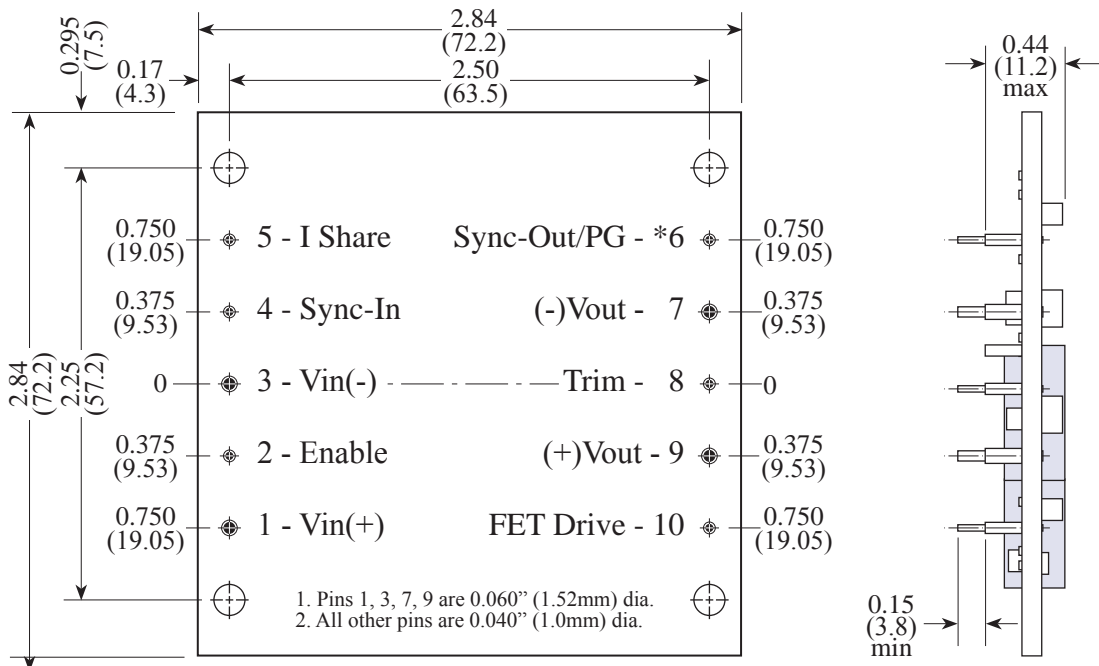 2.84
(72.2)
0.295
(7.5)
0.17
(4.3)
2.50
(63.5)
0.44
(11.2)
max
0.750
(19.05)
5 - I Share
Sync-Out/PG - *6
0.750
(19.05)
0.375
(9.53)
4 - Sync-In
(-)Vout - 7
0.375
(9.53)
2.84
(72.2)
2.25
(57.2)
0
3 - Vin(-)
Trim - 8
0
0.375
(9.53)
2 - Enable
(+)Vout - 9
0.375
(9.53)
0.750
(19.05)
1 - Vin(+)
FET Drive - 10
0.750
(19.05)
1. Pins 1, 3, 7, 9 are 0.060” (1.52mm) dia.
2. All other pins are 0.040” (1.0mm) dia.
0.15
(3.8)
min